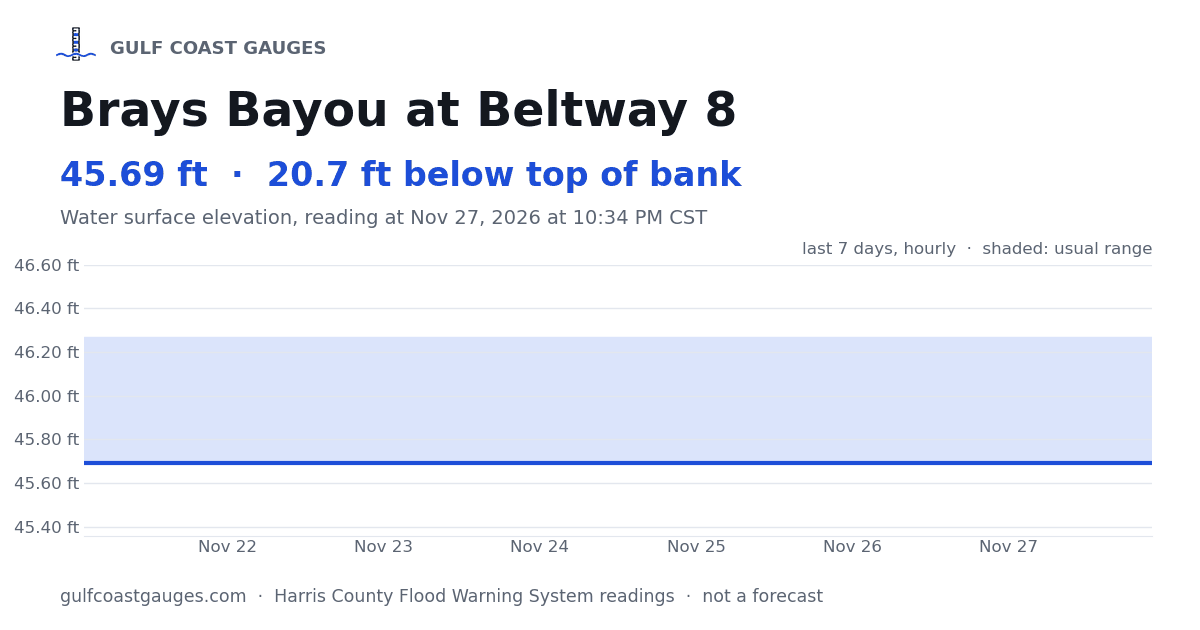 GULF COAST GAUGES
Brays Bayou at Beltway 8
45.69 ft · 20.7 ft below top of bank
Water surface elevation, reading at Nov 27, 2026 at 10:34 PM CST
last 7 days, hourly · shaded: usual range
46.60 ft
46.40 ft
46.20 ft
46.00 ft
45.80 ft
45.60 ft
45.40 ft
Nov 22 Nov 23 Nov 24 Nov 25 Nov 26 Nov 27
gulfcoastgauges.com · Harris County Flood Warning System readings · not a forecast